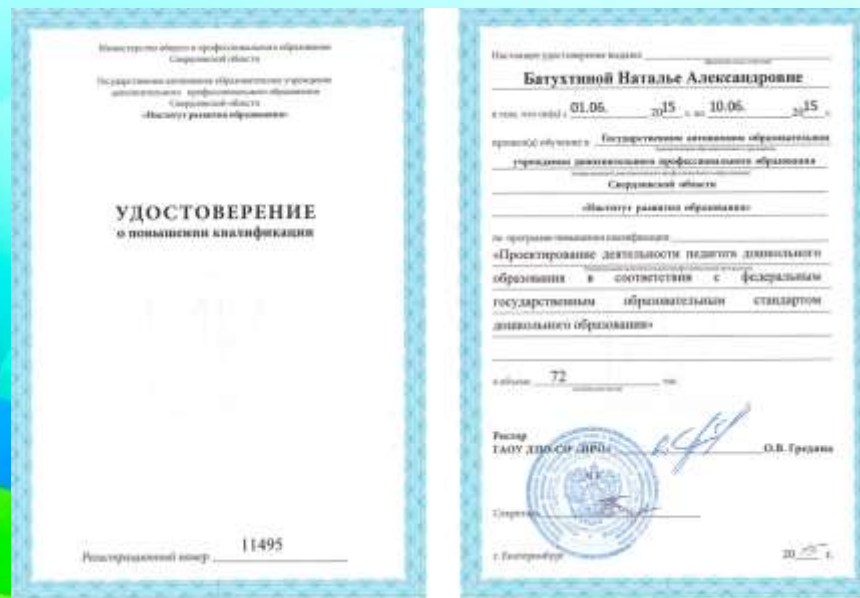 Министерство общего и профессионального образования
Свердловской области
Государственное автономное образовательное учреждение
дополнительного профессионального образования
Свердловской области
«Институт развития образования»
УДОСТОВЕРЕНИЕ
о повышении квалификации
Регистрационный номер 11495
Настоящее удостоверение выдано
Батухтиной Наталье Александровне
в том, что он(а) с 01.06. 2015 г. по 10.06. 2015 г.
прошел(а) обучение в Государственном автономном образовательном
учреждении дополнительного профессионального образования
Свердловской области
«Институт развития образования»
по программе повышения квалификации
«Проектирование деятельности педагога дошкольного
образования в соответствии с федеральным
государственным образовательным стандартом
дошкольного образования»
в объеме 72 час
Ректор
ГАОУ ДПО СО «ИРО» О.В. Гредина
Секретарь
г. Екатеринбург 2015 г.